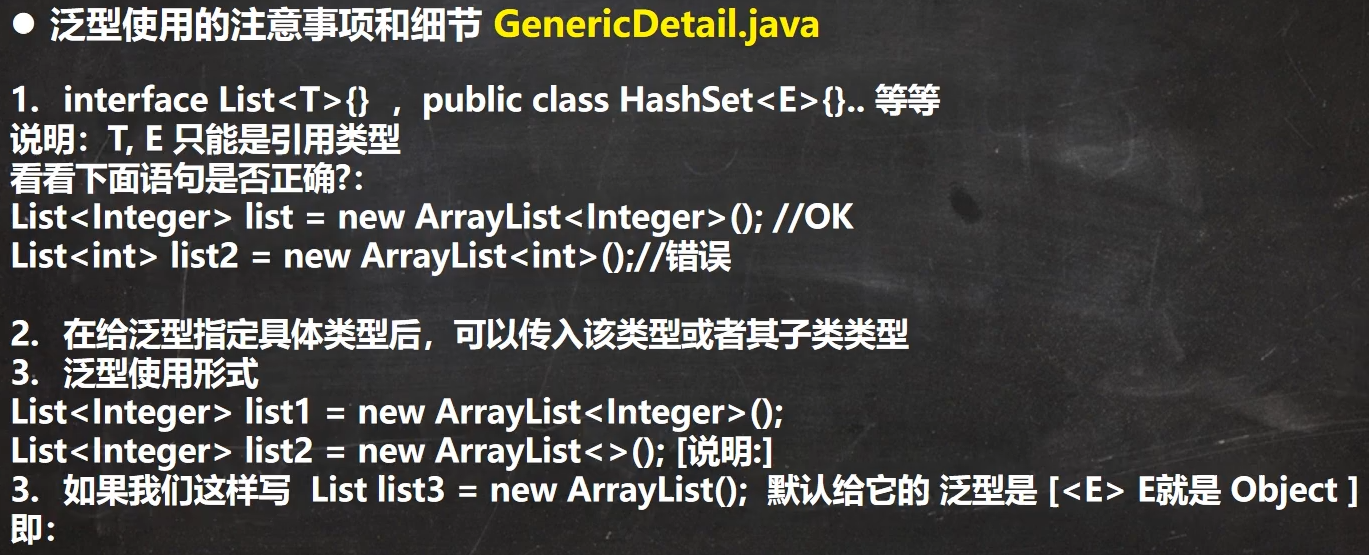 ● 泛型使用的注意事项和细节 GenericDetail.java
1. interface List<T>{} ，public class HashSet<E>{}.. 等等
说明：T, E 只能是引用类型
看看下面语句是否正确?：
List<Integer> list = new ArrayList<Integer>(); //OK
List<int> list2 = new ArrayList<int>();//错误
2. 在给泛型指定具体类型后，可以传入该类型或者其子类类型
3. 泛型使用形式
List<Integer> list1 = new ArrayList<Integer>();
List<Integer> list2 = new ArrayList<>(); [说明:]
3. 如果我们这样写 List list3 = new ArrayList(); 默认给它的 泛型是 [<E> E就是 Object ]
即：